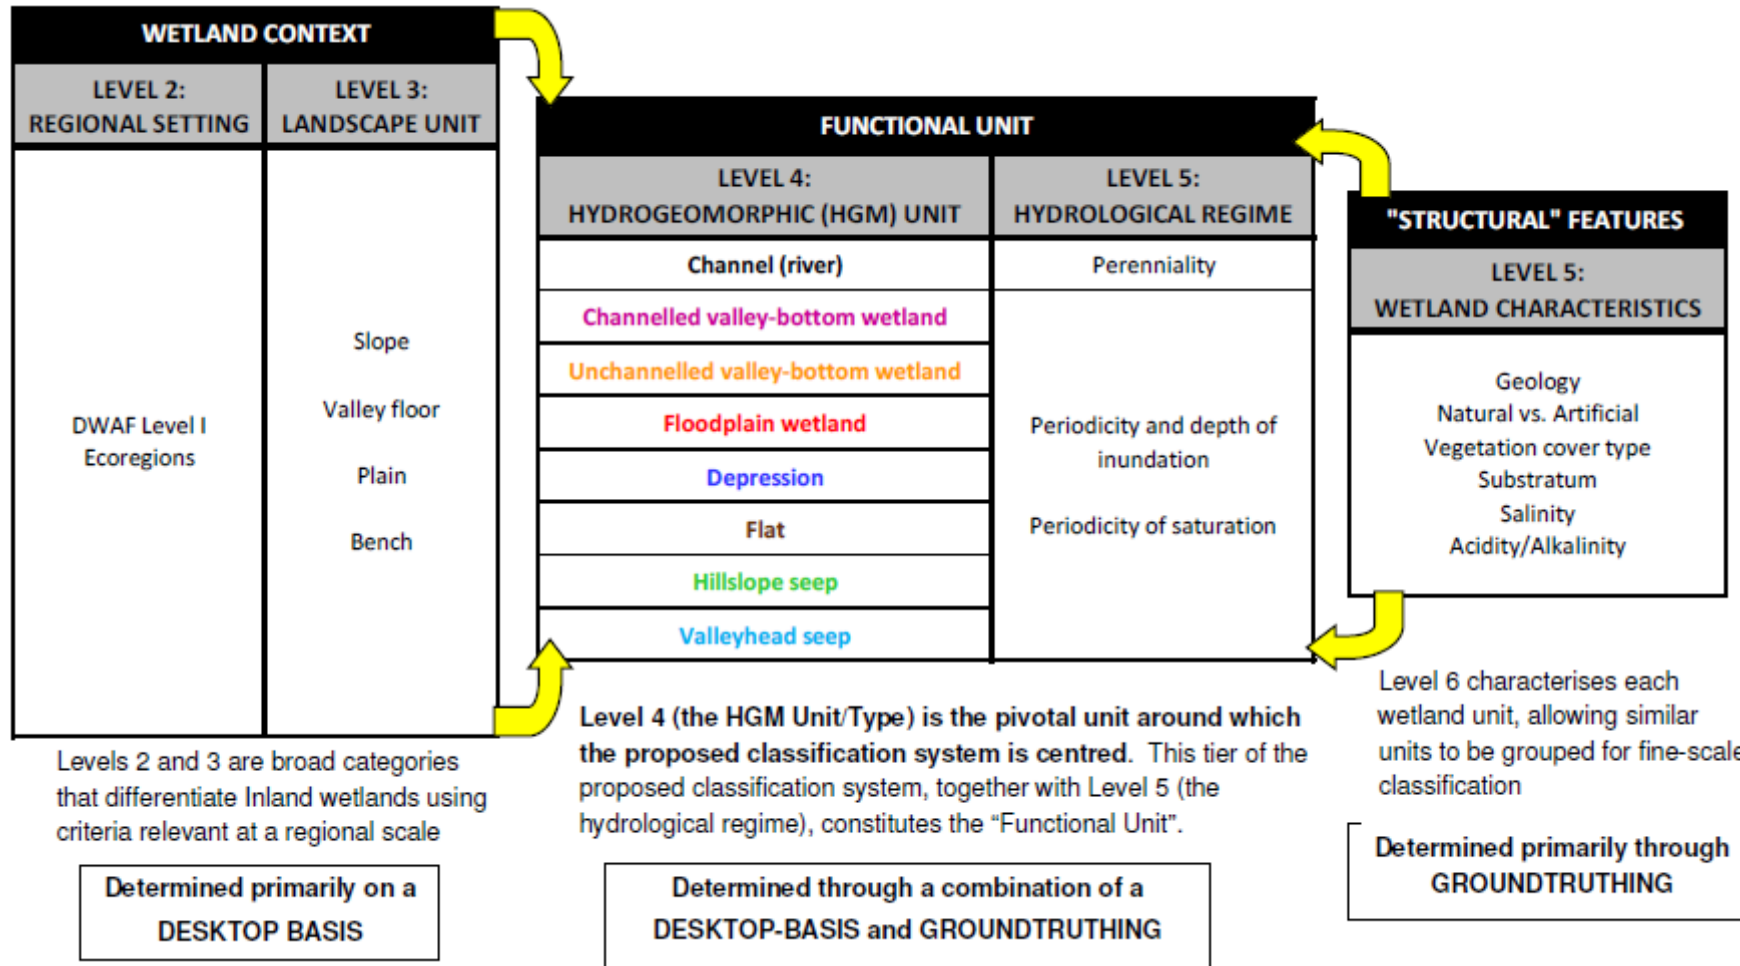 WETLAND CONTEXT
LEVEL 2:
REGIONAL SETTING
LEVEL 3:
LANDSCAPE UNIT
DWAF Level I
Ecoregions
Slope
Valley floor
Plain
Bench
Levels 2 and 3 are broad categories
that differentiate Inland wetlands using
criteria relevant at a regional scale
Determined primarily on a
DESKTOP BASIS
FUNCTIONAL UNIT
LEVEL 4:
HYDROGEOMORPHIC (HGM) UNIT
LEVEL 5:
HYDROLOGICAL REGIME
Channel (river)
Perenniality
Channelled valley-bottom wetland
Unchannelled valley-bottom wetland
Floodplain wetland
Depression
Flat
Hillslope seep
Valleyhead seep
Periodicity and depth of
inundation
Periodicity of saturation
Level 4 (the HGM Unit/Type) is the pivotal unit around which
the proposed classification system is centred. This tier of the
proposed classification system, together with Level 5 (the
hydrological regime), constitutes the “Functional Unit”.
Determined through a combination of a
DESKTOP-BASIS and GROUNDTRUTHING
"STRUCTURAL" FEATURES
LEVEL 5:
WETLAND CHARACTERISTICS
Geology
Natural vs. Artificial
Vegetation cover type
Substratum
Salinity
Acidity/Alkalinity
Level 6 characterises each
wetland unit, allowing similar
units to be grouped for fine-scale
classification
Determined primarily through
GROUNDTRUTHING